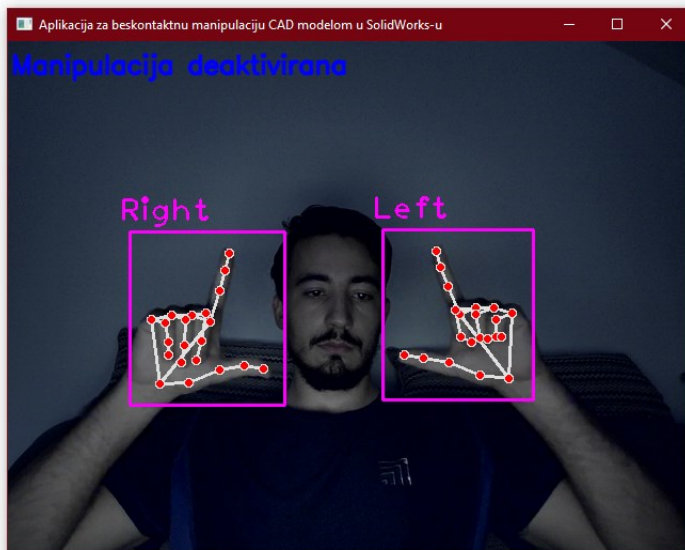 Aplikacija za beskontaktnu manipulaciju CAD modelom u SolidWorks-u
Manipulacija deaktivirana
Right
Left